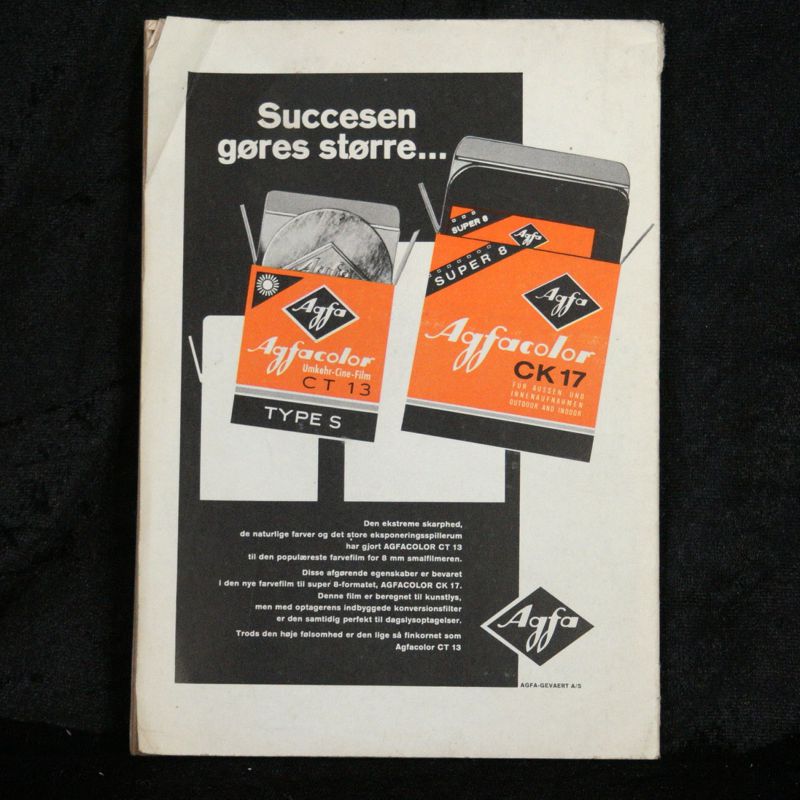 Succesen
gøres større...
SUPER 8
Agfa
SUPER 8
Agfa
Agfacolor
CK 17
FÜR AUSSEN- UND
INNENAUFNAHMEN
OUTDOOR AND INDOOR
Agfa
Agfacolor
Umkehr-Cine-Film
CT 13
TYPE S
Den ekstreme skarphed,
de naturlige farver og det store eksponeringsspillerum
har gjort AGFACOLOR CT 13
til den populæreste farvefilm for 8 mm smalfilmeren.
Disse afgørende egenskaber er bevaret
i den nye farvefilm til super 8-formatet, AGFACOLOR CK 17.
Denne film er beregnet til kunstlys,
men med optagerens indbyggede konversionsfilter
er den samtidig perfekt til dagslysoptagelser.
Trods den høje følsomhed er den lige så finkornet som
Agfacolor CT 13
Agfa
AGFA-GEVAERT A/S